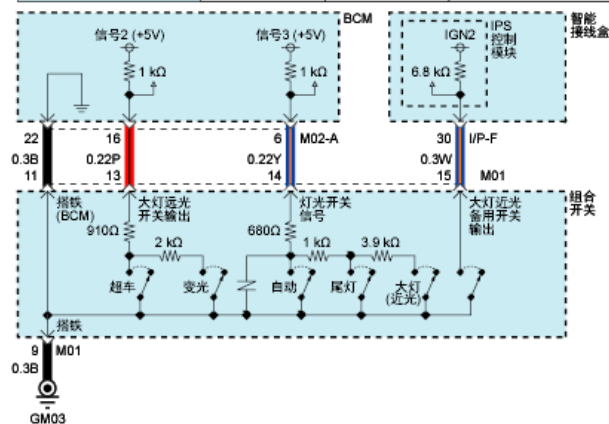 BCM
智能
接线盒
信号2 (+5V)
信号3 (+5V)
IGN2
IPS
控制
模块
1 kΩ
1 kΩ
6.8 kΩ
22
16
6
M02-A
30
I/P-F
0.3B
0.22P
0.22Y
0.3W
11
13
14
15
M01
搭铁
(BCM)
大灯远光
开关输出
灯光开关
信号
大灯近光
备用开关
输出
组合
开关
910Ω
2 kΩ
680Ω
1 kΩ
3.9 kΩ
超车
变光
自动
尾灯
大灯
(近光)
搭铁
9
M01
0.3B
GM03